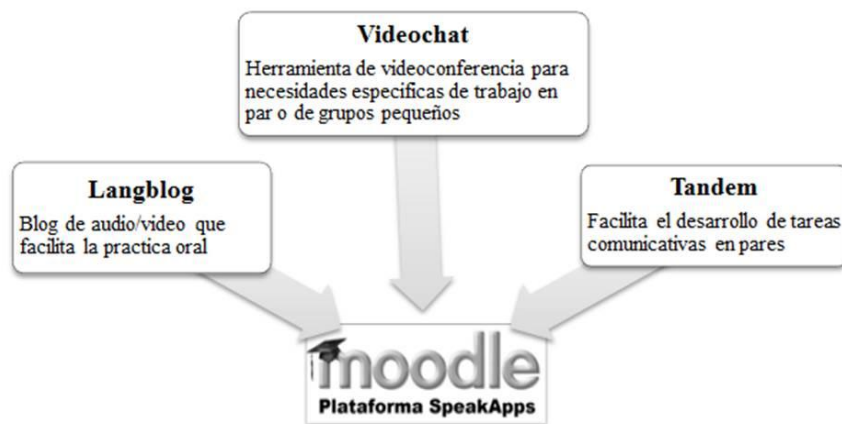 Videochat
Herramienta de videoconferencia para
necesidades especificas de trabajo en
par o de grupos pequeños
Langblog
Blog de audio/video que
facilita la practica oral
Tandem
Facilita el desarrollo de tareas
comunicativas en pares
moodle
Plataforma SpeakApps